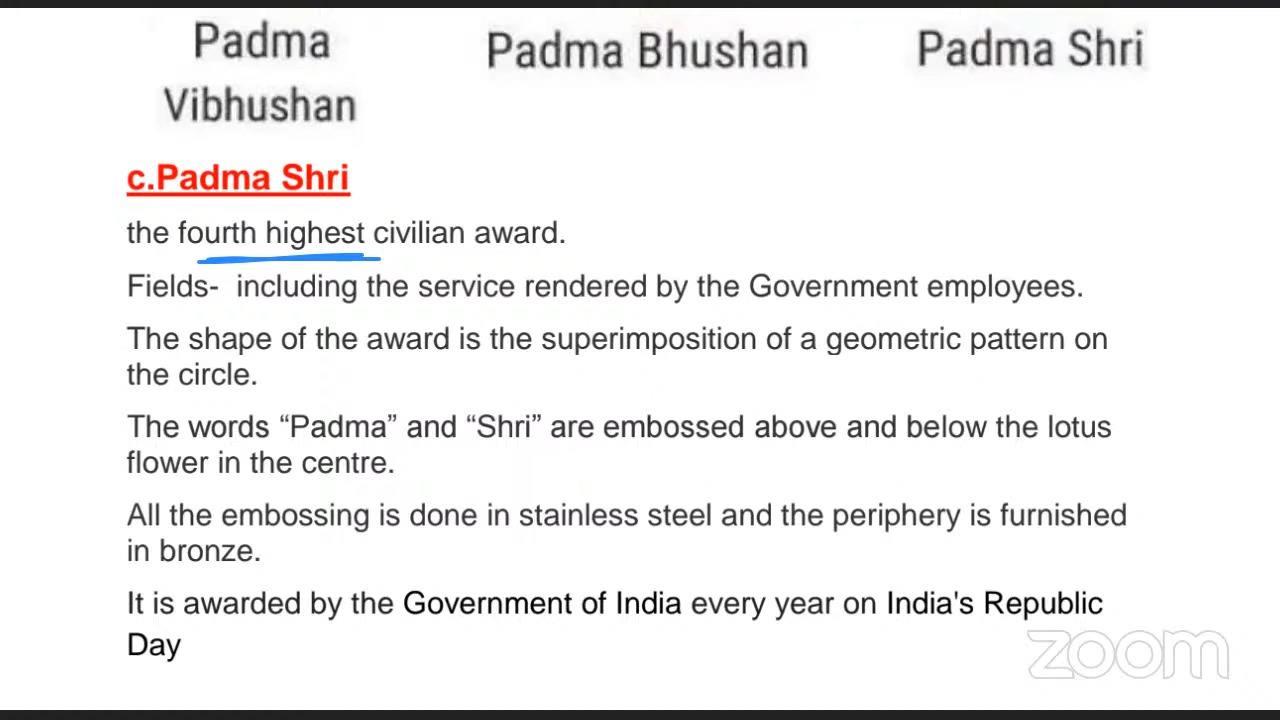 Padma Padma Bhushan Padma Shri
Vibhushan
c.Padma Shri
the fourth highest civilian award.
Fields-  including the service rendered by the Government employees.
The shape of the award is the superimposition of a geometric pattern on
the circle.
The words “Padma” and “Shri” are embossed above and below the lotus
flower in the centre.
All the embossing is done in stainless steel and the periphery is furnished
in bronze.
It is awarded by the Government of India every year on India's Republic
Day
zoom